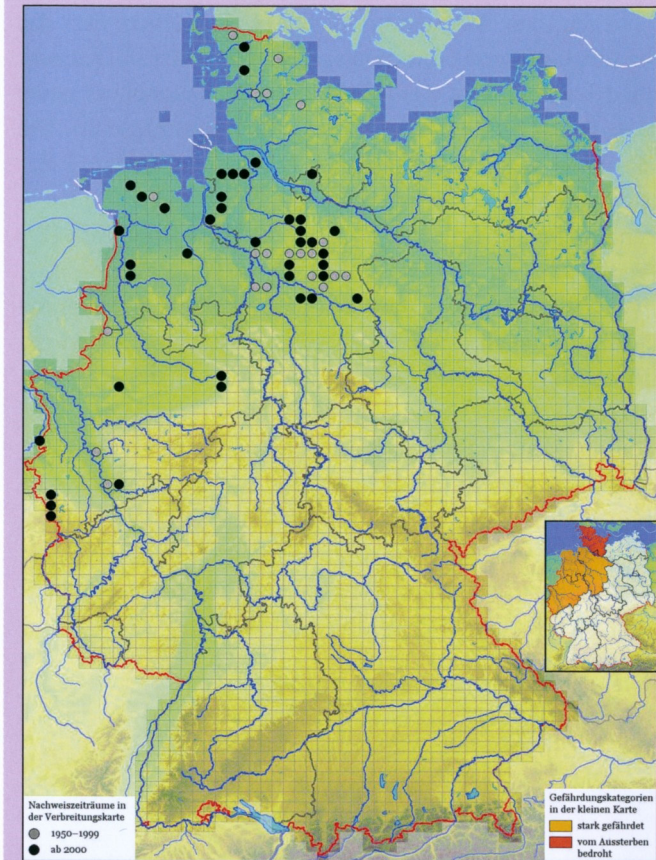 Nachweiszeiträume in
der Verbreitungskarte
1950–1999
ab 2000
Gefährdungskategorien
in der kleinen Karte
stark gefährdet
vom Aussterben
bedroht